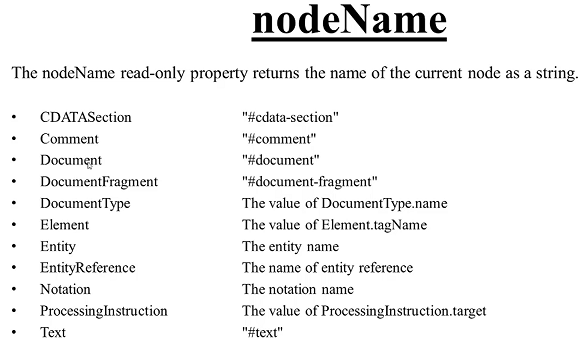 nodeName
The nodeName read-only property returns the name of the current node as a string.
• CDATASection "#cdata-section"
• Comment "#comment"
• Document "#document"
• DocumentFragment "#document-fragment"
• DocumentType The value of DocumentType.name
• Element The value of Element.tagName
• Entity The entity name
• EntityReference The name of entity reference
• Notation The notation name
• ProcessingInstruction The value of ProcessingInstruction.target
• Text "#text"